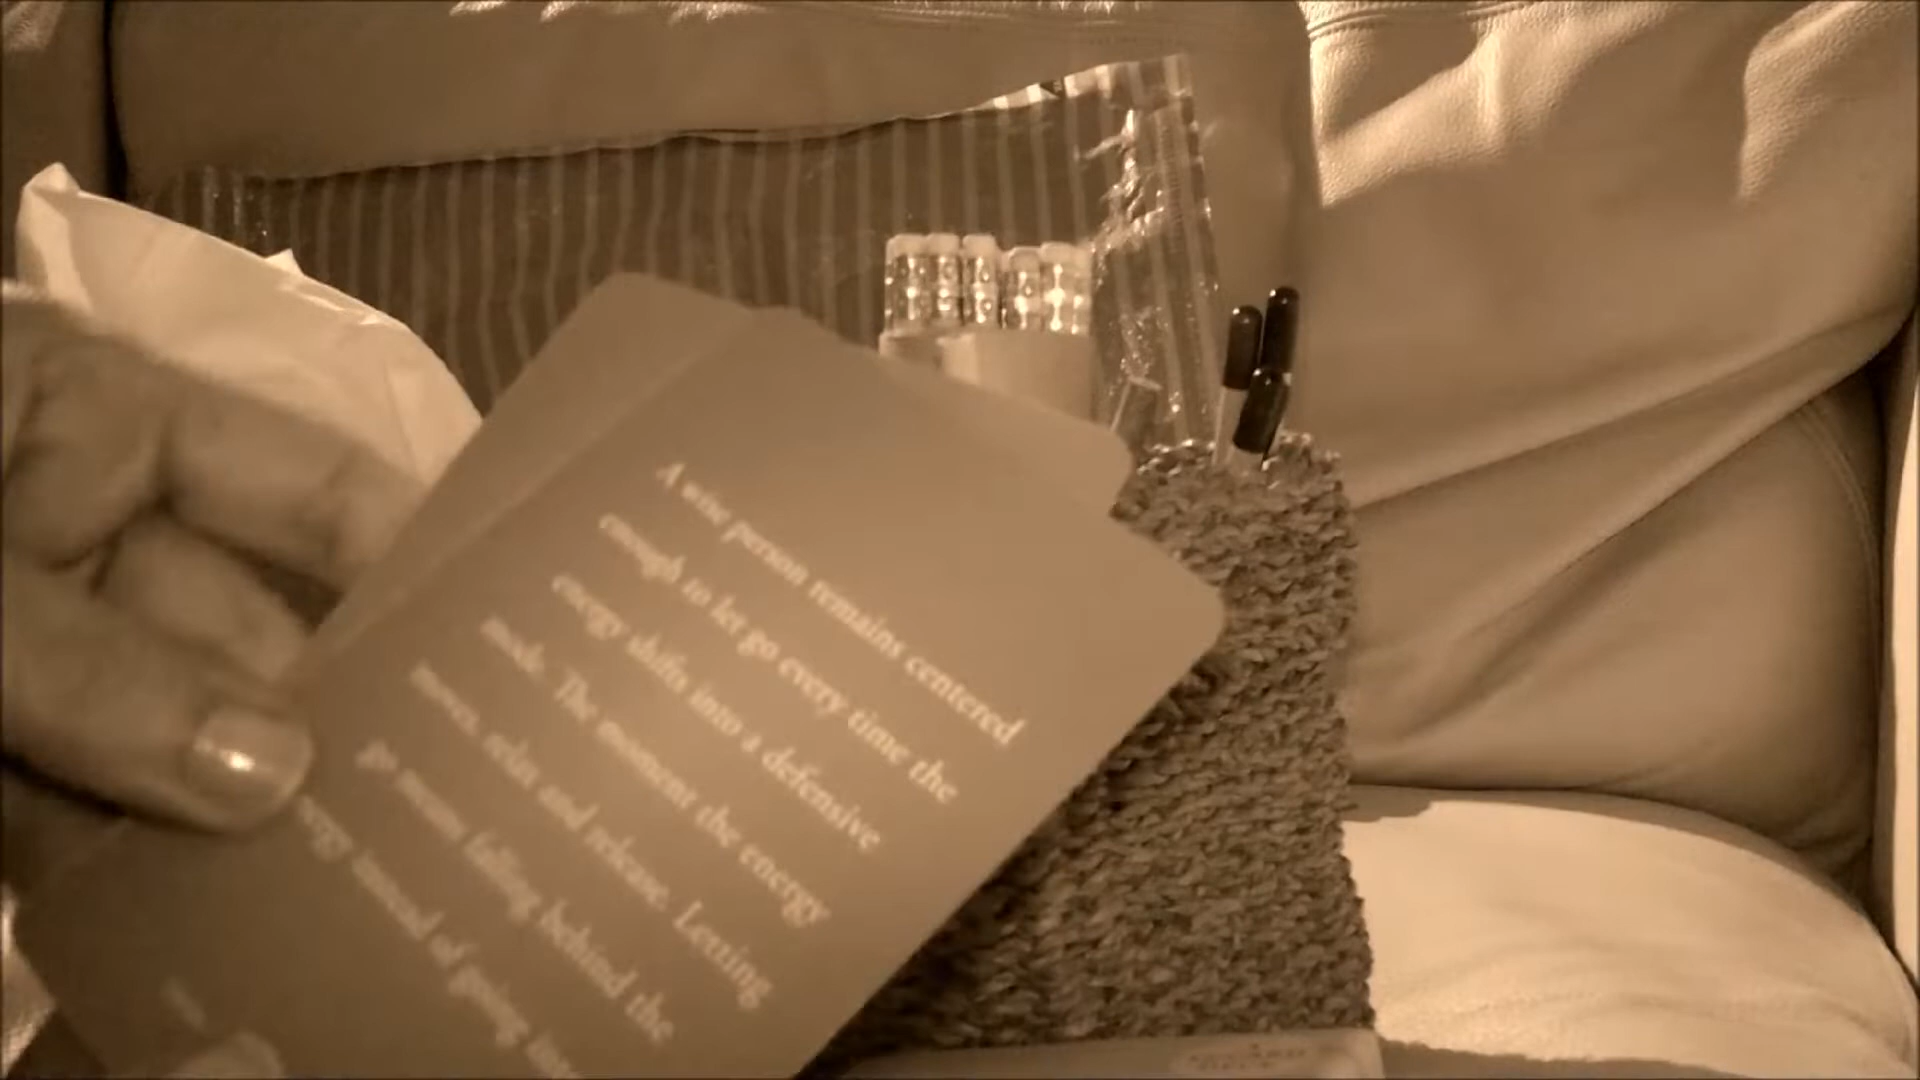 A wise person remains centered
enough to let go every time the
energy shifts into a defensive
mode. The moment the energy
moves, relax and release. Letting
go means falling behind the
energy instead of going into